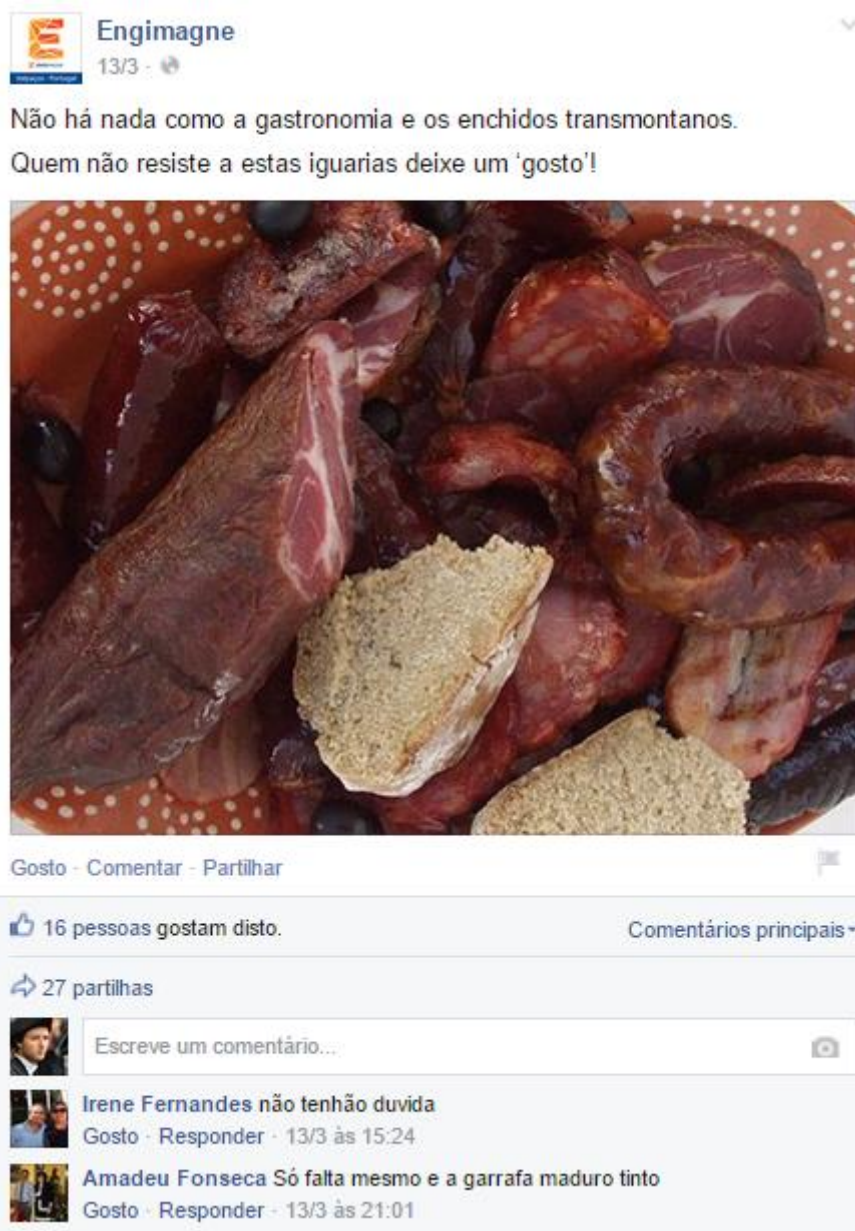 Engimagne
13/3 ·
Não há nada como a gastronomia e os enchidos transmontanos.
Quem não resiste a estas iguarias deixe um ‘gosto’!
Gosto · Comentar · Partilhar
16 pessoas gostam disto.
Comentários principais
27 partilhas
Escreve um comentário...
Irene Fernandes não tenhão duvida
Gosto · Responder · 13/3 às 15:24
Amadeu Fonseca Só falta mesmo e a garrafa maduro tinto
Gosto · Responder · 13/3 às 21:01